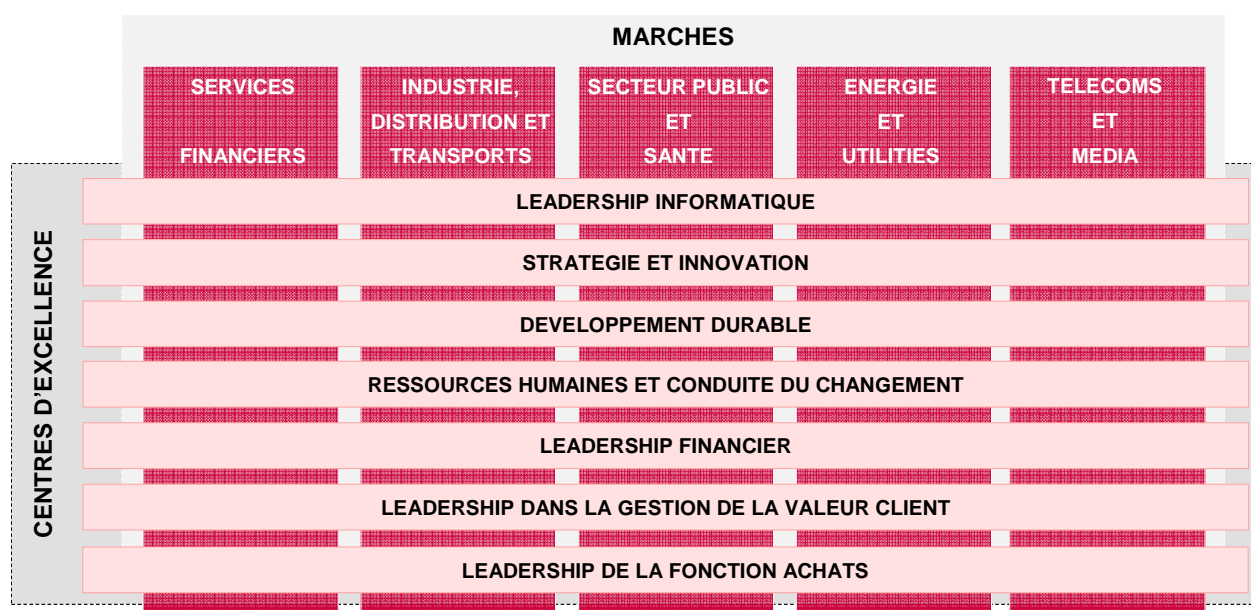 MARCHES
SERVICES
FINANCIERS
INDUSTRIE,
DISTRIBUTION ET
TRANSPORTS
SECTEUR PUBLIC
ET
SANTE
ENERGIE
ET
UTILITIES
TELECOMS
ET
MEDIA
CENTRES D'EXCELLENCE
LEADERSHIP INFORMATIQUE
STRATEGIE ET INNOVATION
DEVELOPPEMENT DURABLE
RESSOURCES HUMAINES ET CONDUITE DU CHANGEMENT
LEADERSHIP FINANCIER
LEADERSHIP DANS LA GESTION DE LA VALEUR CLIENT
LEADERSHIP DE LA FONCTION ACHATS